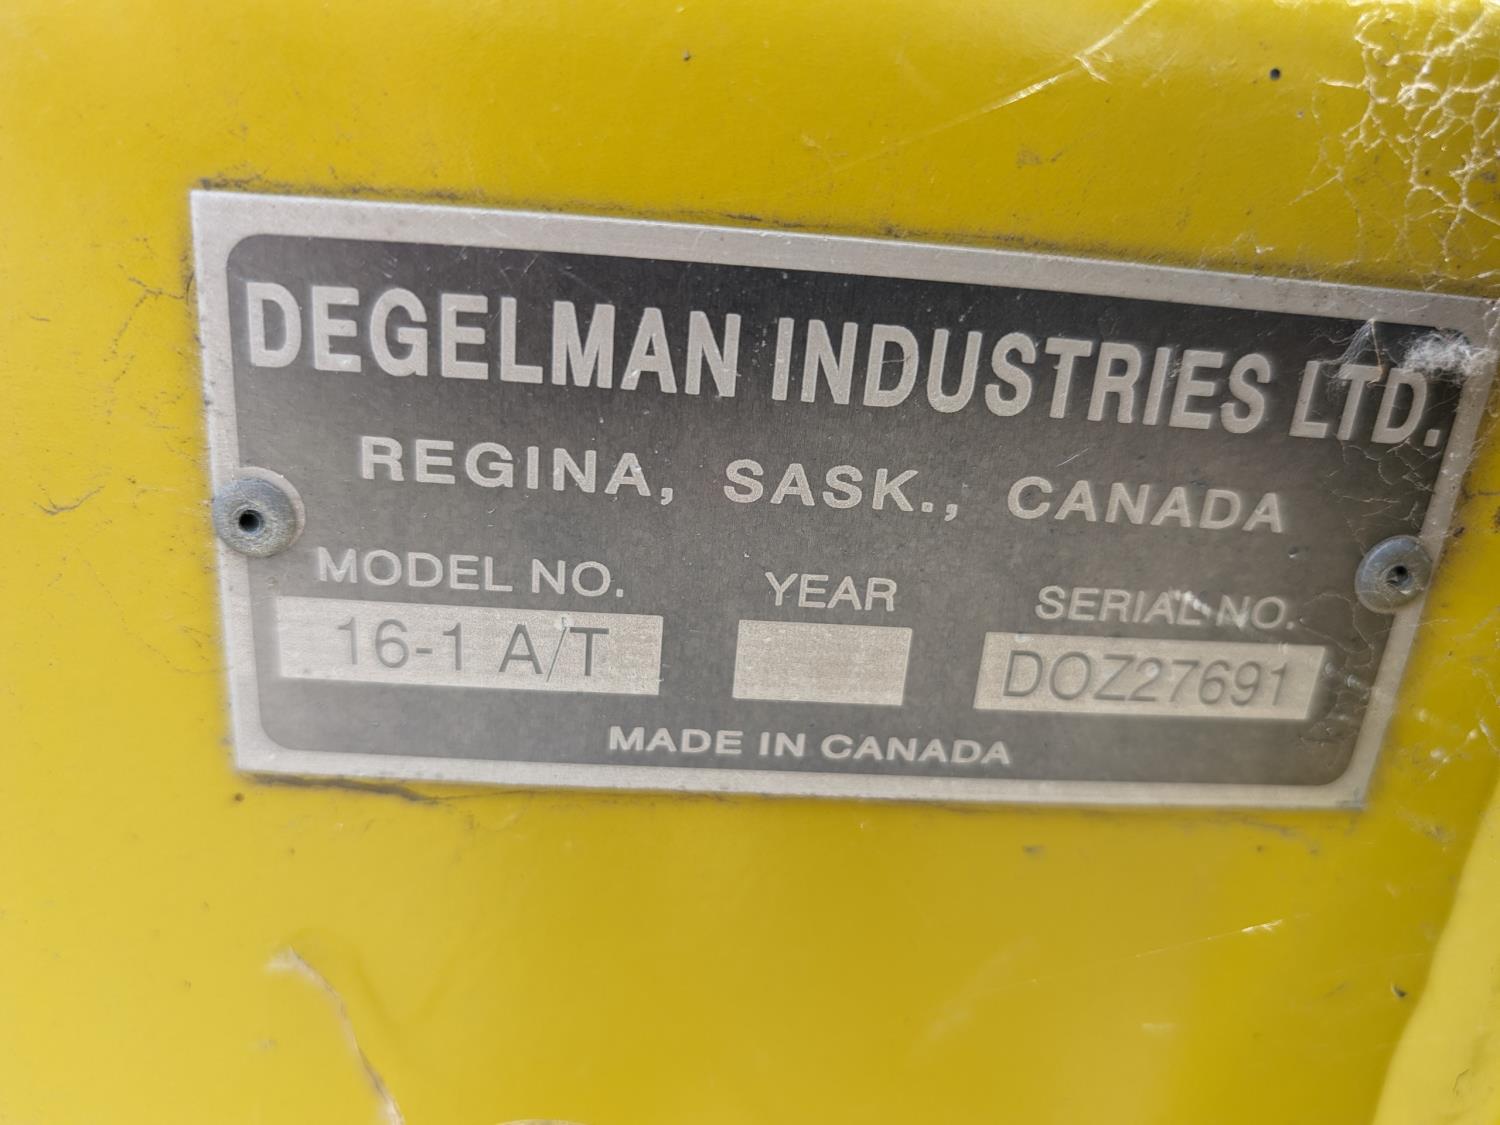 DEGELMAN INDUSTRIES LTD.
REGINA, SASK., CANADA
MODEL NO. YEAR SERIAL NO.
16-1 A/T DOZ27691
MADE IN CANADA